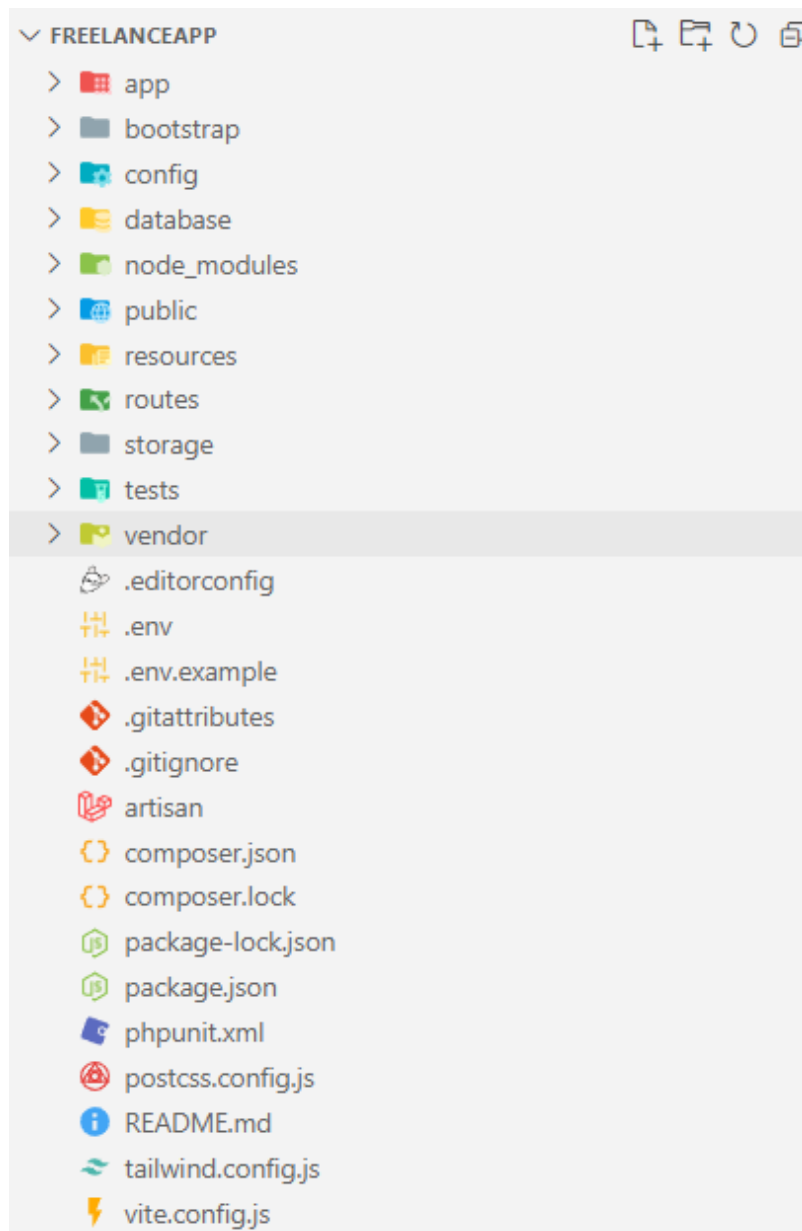 FREELANCEAPP
app
bootstrap
config
database
node_modules
public
resources
routes
storage
tests
vendor
.editorconfig
.env
.env.example
.gitattributes
.gitignore
artisan
composer.json
composer.lock
package-lock.json
package.json
phpunit.xml
postcss.config.js
README.md
tailwind.config.js
vite.config.js